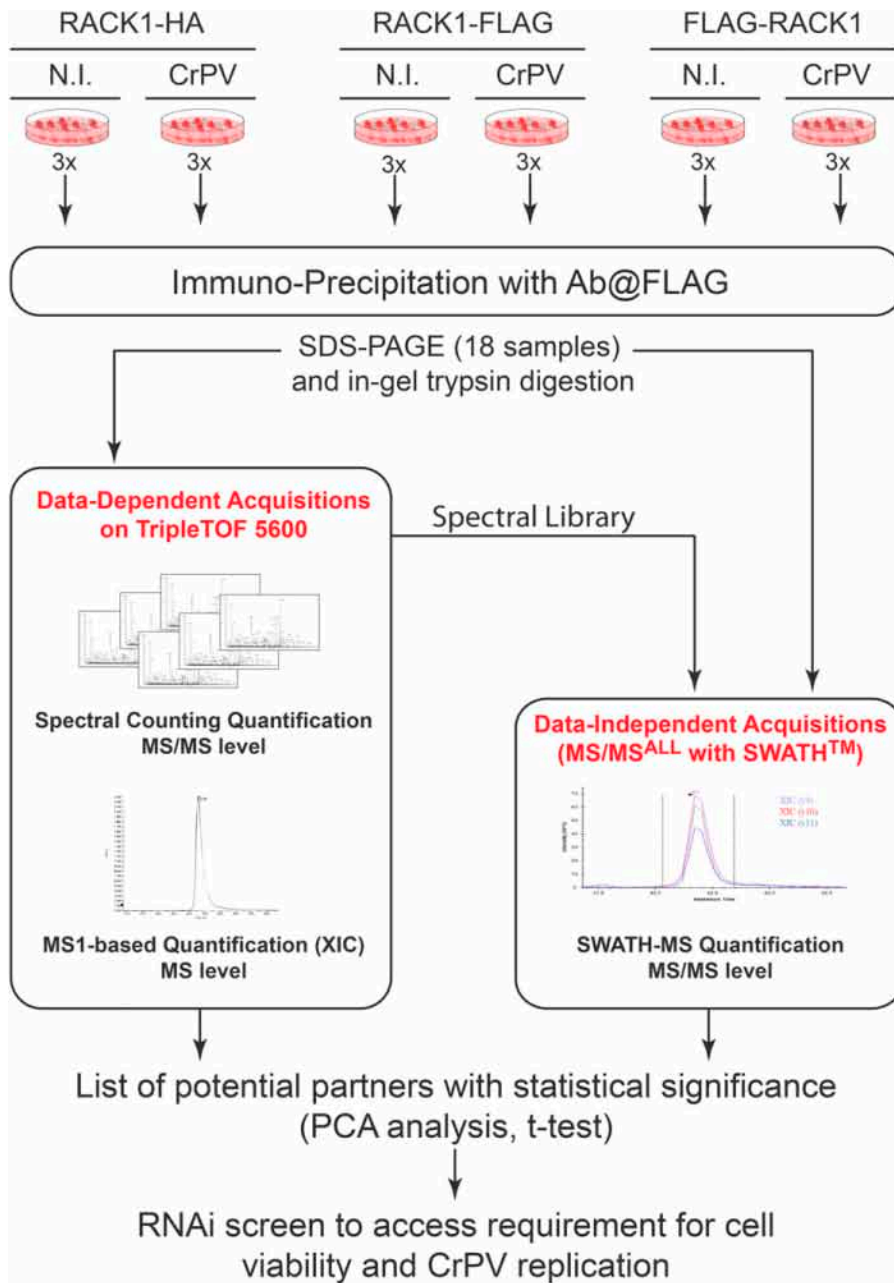 RACK1-HA
RACK1-FLAG
FLAG-RACK1
N.I.
CrPV
N.I.
CrPV
N.I.
CrPV
3x
3x
3x
3x
3x
3x
Immuno-Precipitation with Ab@FLAG
SDS-PAGE (18 samples)
and in-gel trypsin digestion
Data-Dependent Acquisitions
on TripleTOF 5600
Spectral Library
Spectral Counting Quantification
MS/MS level
Data-Independent Acquisitions
(MS/MSALL with SWATHTM)
MS1-based Quantification (XIC)
MS level
SWATH-MS Quantification
MS/MS level
List of potential partners with statistical significance
(PCA analysis, t-test)
RNAi screen to access requirement for cell
viability and CrPV replication